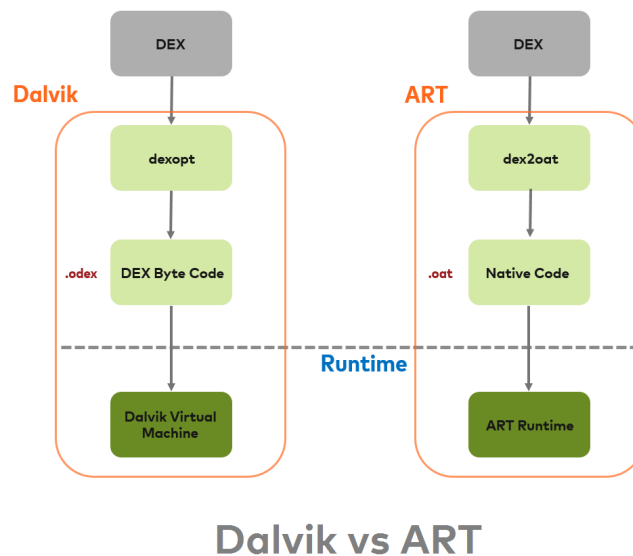 DEX
DEX
Dalvik
ART
dexopt
dex2oat
.odex
DEX Byte Code
.oat
Native Code
Runtime
Dalvik Virtual
Machine
ART Runtime
Dalvik vs ART